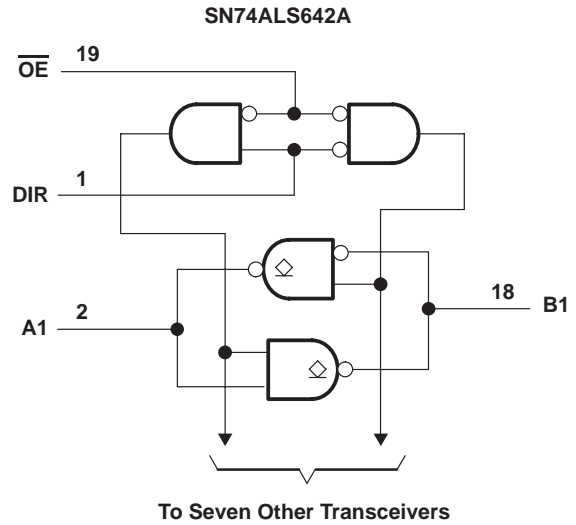 SN74ALS642A
OE 19
DIR 1
A1 2
18 B1
To Seven Other Transceivers